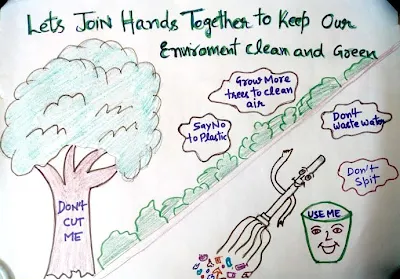 Lets Join Hands Together to Keep Our
Enviroment clean and Green
Grow More
trees to clean
air
Say No
to Plastic
Don't
waste water
Don't
Spit
DON'T
CUT
ME
USE ME